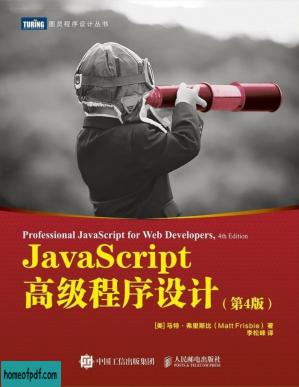 TURING 图灵程序设计丛书
Professional JavaScript for Web Developers, 4th Edition
JavaScript
高级程序设计（第4版）
[美] 马特·弗里斯比（Matt Frisbie）著
李松峰 译
中国工信出版集团 人民邮电出版社
homeofpdf.com